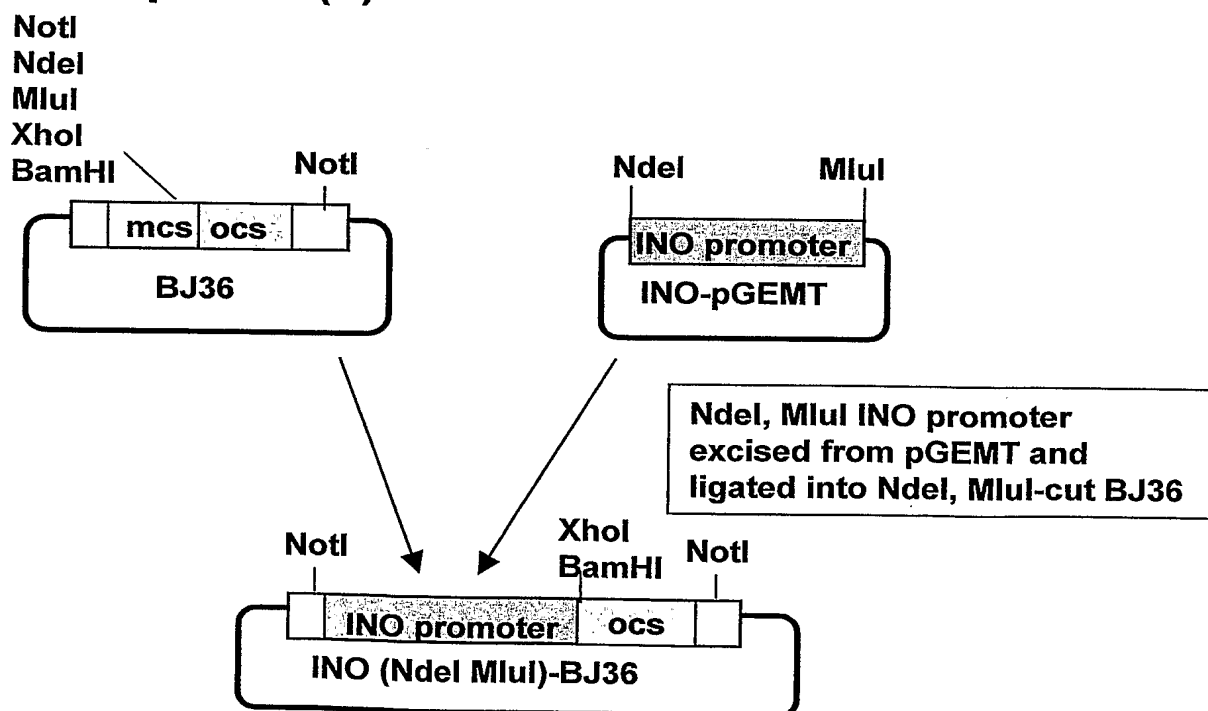 NotI
NdeI
MluI
XhoI
BamHI
NotI
mcs
ocs
BJ36
NdeI
MluI
INO promoter
INO-pGEMT
NdeI, MluI INO promoter
excised from pGEMT and
ligated into NdeI, MluI-cut BJ36
NotI
XhoI
BamHI
NotI
INO promoter
ocs
INO (NdeI MluI)-BJ36